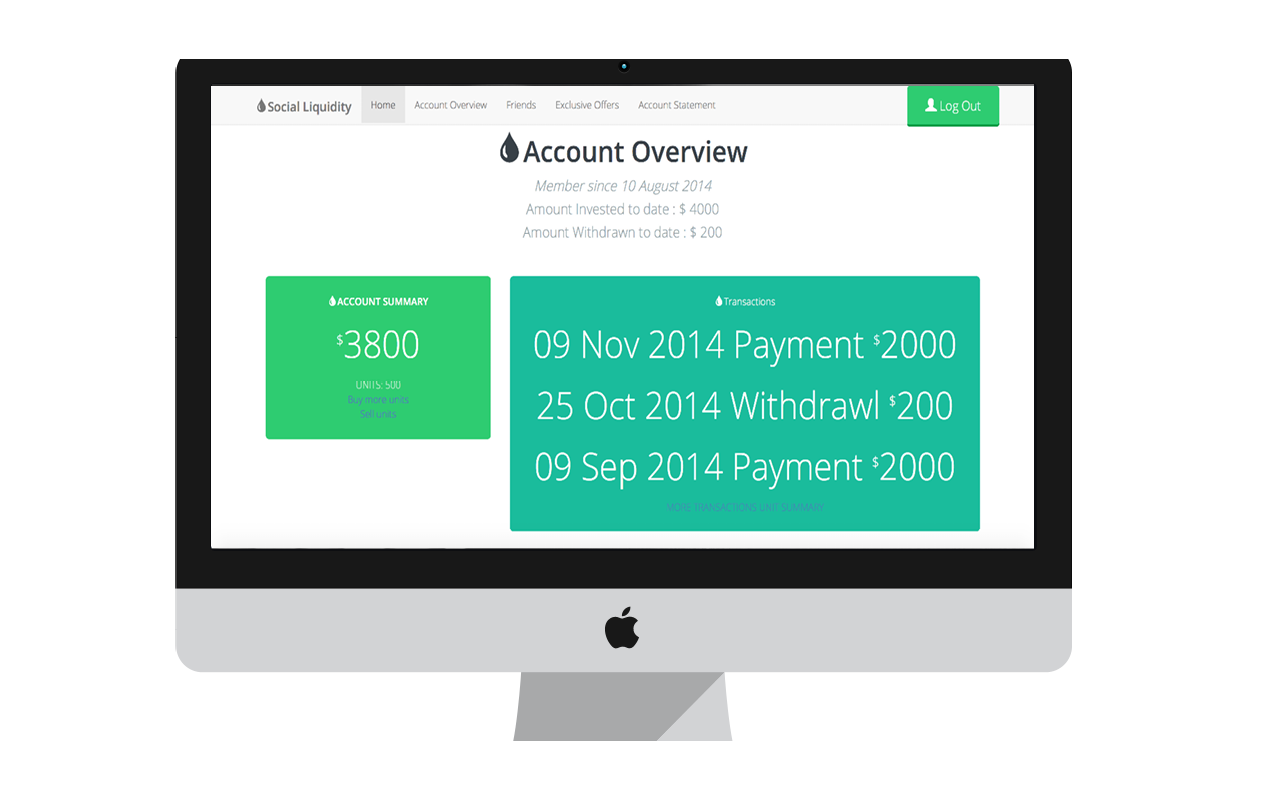 Social Liquidity Home Account Overview Friends Exclusive Offers Account Statement Log Out
Account Overview
Member since 10 August 2014
Amount Invested to date : $ 4000
Amount Withdrawn to date : $ 200
ACCOUNT SUMMARY
$3800
UNITS: 500
Buy more units
Sell units
Transactions
09 Nov 2014 Payment $2000
25 Oct 2014 Withdrawl $200
09 Sep 2014 Payment $2000
MORE TRANSACTIONS UNIT SUMMARY